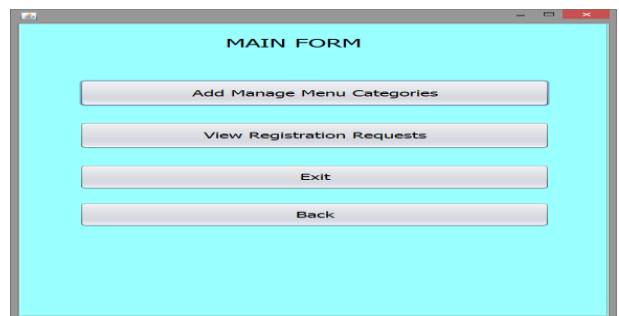 MAIN FORM
Add Manage Menu Categories
View Registration Requests
Exit
Back